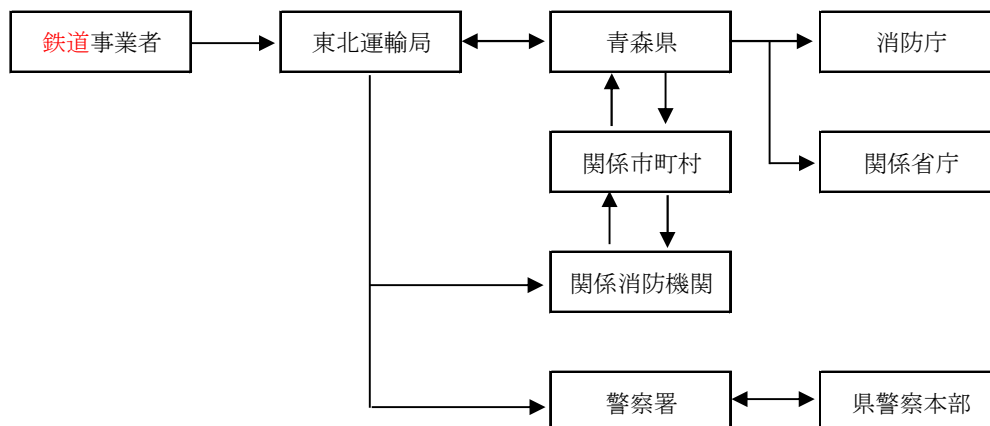 鉄道事業者
東北運輸局
青森県
消防庁
関係市町村
関係省庁
関係消防機関
警察署
県警察本部